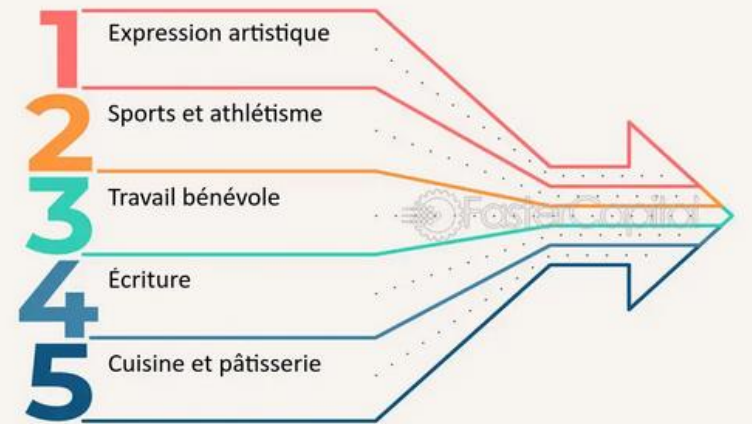 1 Expression artistique
2 Sports et athlétisme
3 Travail bénévole
FasterCapital
4 Écriture
5 Cuisine et pâtisserie